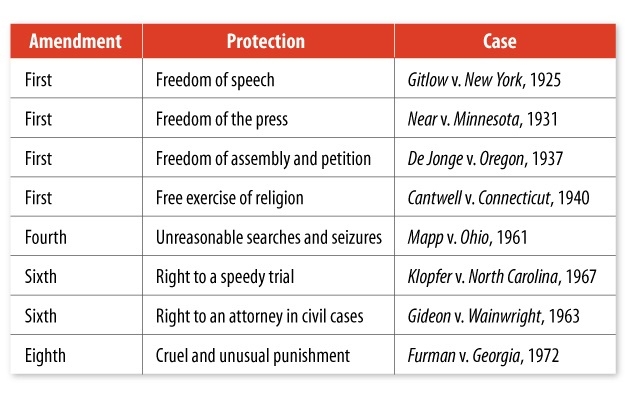 Amendment Protection Case
First Freedom of speech Gitlow v. New York, 1925
First Freedom of the press Near v. Minnesota, 1931
First Freedom of assembly and petition De Jonge v. Oregon, 1937
First Free exercise of religion Cantwell v. Connecticut, 1940
Fourth Unreasonable searches and seizures Mapp v. Ohio, 1961
Sixth Right to a speedy trial Klopfer v. North Carolina, 1967
Sixth Right to an attorney in civil cases Gideon v. Wainwright, 1963
Eighth Cruel and unusual punishment Furman v. Georgia, 1972